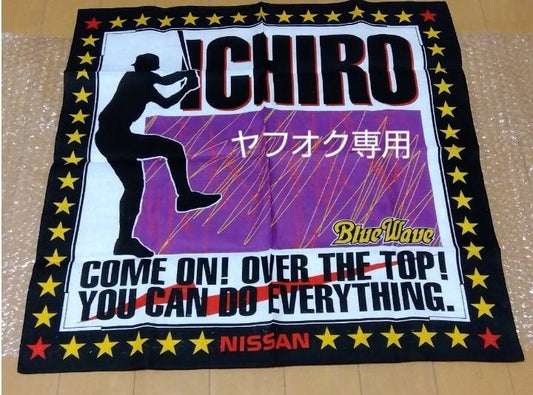 ICHIRO
ヤフオク専用
Blue Wave
COME ON! OVER THE TOP!
YOU CAN DO EVERYTHING.
NISSAN